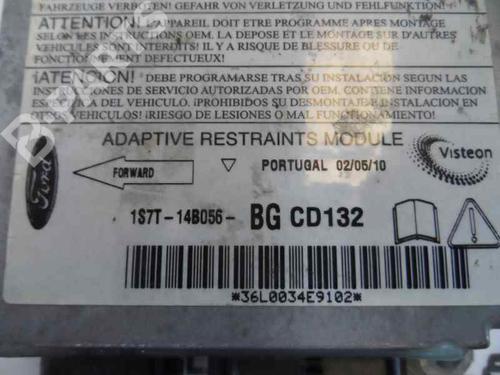 FAHRZEUGE VERBOTEN! GEFAHR VON VERLETZUNG UND FEHLFUNKTION!
ATTENTION! L'APPAREIL DOIT ETRE PROGRAMME APRES MONTAGE
SELON LES INSTRUCTIONS OEM. LA DEPOSE ET LE MONTAGE SUR D'AUTRES
VEHICULES SONT INTERDITS! IL Y A RISQUE DE BLESSURE OU DE
FONCTIONNEMENT DEFECTUEUX!
¡ATENCION! DEBE PROGRAMARSE TRAS SU INSTALACION SEGUN LAS
INSTRUCCIONES DE SERVICIO AUTORIZADAS POR OEM. CONTIENE INFORMACION
ESPECIFICA DEL VEHICULO. ¡PROHIBIDOS SU DESMONTAJE E INSTALACION EN
OTROS VEHICULOS! ¡RIESGO DE LESIONES O MAL FUNCIONAMIENTO!
ADAPTIVE RESTRAINTS MODULE
Ford
FORWARD
PORTUGAL 02/05/10
Visteon
1S7T-14B056- BG CD132
*36L0034E9102*